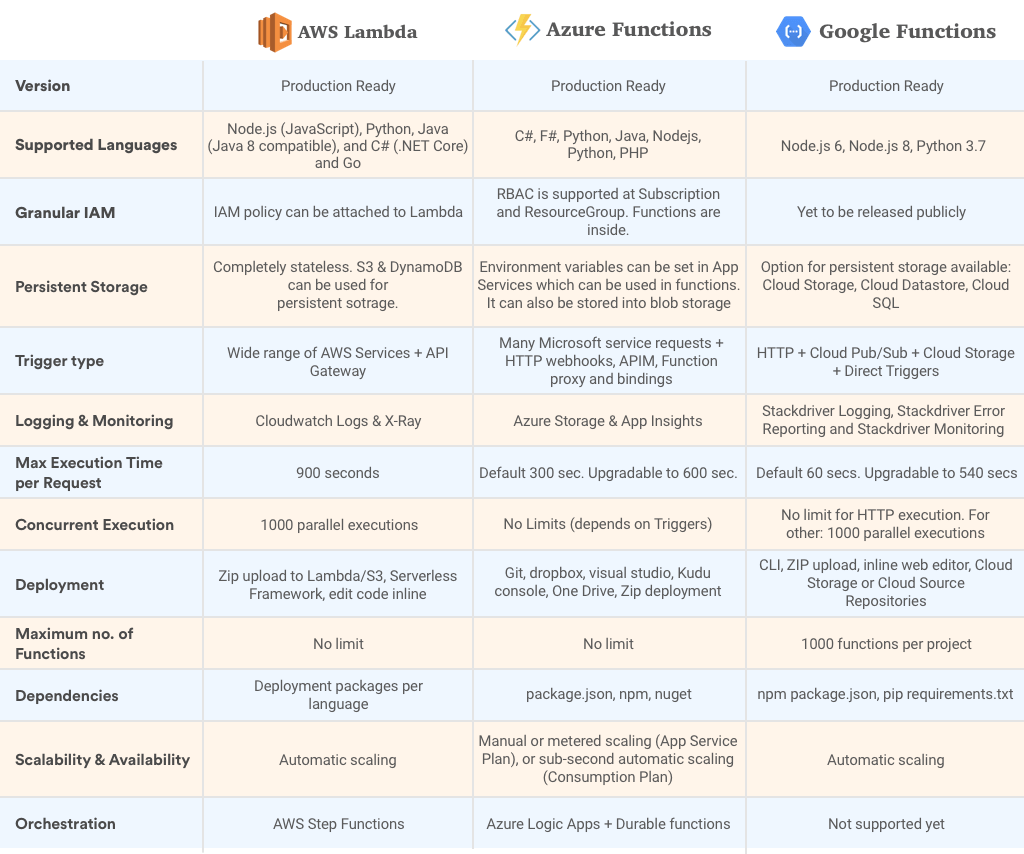 AWS Lambda
Azure Functions
Google Functions
Version
Production Ready
Production Ready
Production Ready
Supported Languages
Node.js (JavaScript), Python, Java
(Java 8 compatible), and C# (.NET Core)
and Go
C#, F#, Python, Java, Nodejs,
Python, PHP
Node.js 6, Node.js 8, Python 3.7
Granular IAM
IAM policy can be attached to Lambda
RBAC is supported at Subscription
and ResourceGroup. Functions are
inside.
Yet to be released publicly
Persistent Storage
Completely stateless. S3 & DynamoDB
can be used for
persistent sotrage.
Environment variables can be set in App
Services which can be used in functions.
It can also be stored into blob storage
Option for persistent storage available:
Cloud Storage, Cloud Datastore, Cloud
SQL
Trigger type
Wide range of AWS Services + API
Gateway
Many Microsoft service requests +
HTTP webhooks, APIM, Function
proxy and bindings
HTTP + Cloud Pub/Sub + Cloud Storage
+ Direct Triggers
Logging & Monitoring
Cloudwatch Logs & X-Ray
Azure Storage & App Insights
Stackdriver Logging, Stackdriver Error
Reporting and Stackdriver Monitoring
Max Execution Time
per Request
900 seconds
Default 300 sec. Upgradable to 600 sec.
Default 60 secs. Upgradable to 540 secs
Concurrent Execution
1000 parallel executions
No Limits (depends on Triggers)
No limit for HTTP execution. For
other: 1000 parallel executions
Deployment
Zip upload to Lambda/S3, Serverless
Framework, edit code inline
Git, dropbox, visual studio, Kudu
console, One Drive, Zip deployment
CLI, ZIP upload, inline web editor, Cloud
Storage or Cloud Source
Repositories
Maximum no. of
Functions
No limit
No limit
1000 functions per project
Dependencies
Deployment packages per
language
package.json, npm, nuget
npm package.json, pip requirements.txt
Scalability & Availability
Automatic scaling
Manual or metered scaling (App Service
Plan), or sub-second automatic scaling
(Consumption Plan)
Automatic scaling
Orchestration
AWS Step Functions
Azure Logic Apps + Durable functions
Not supported yet